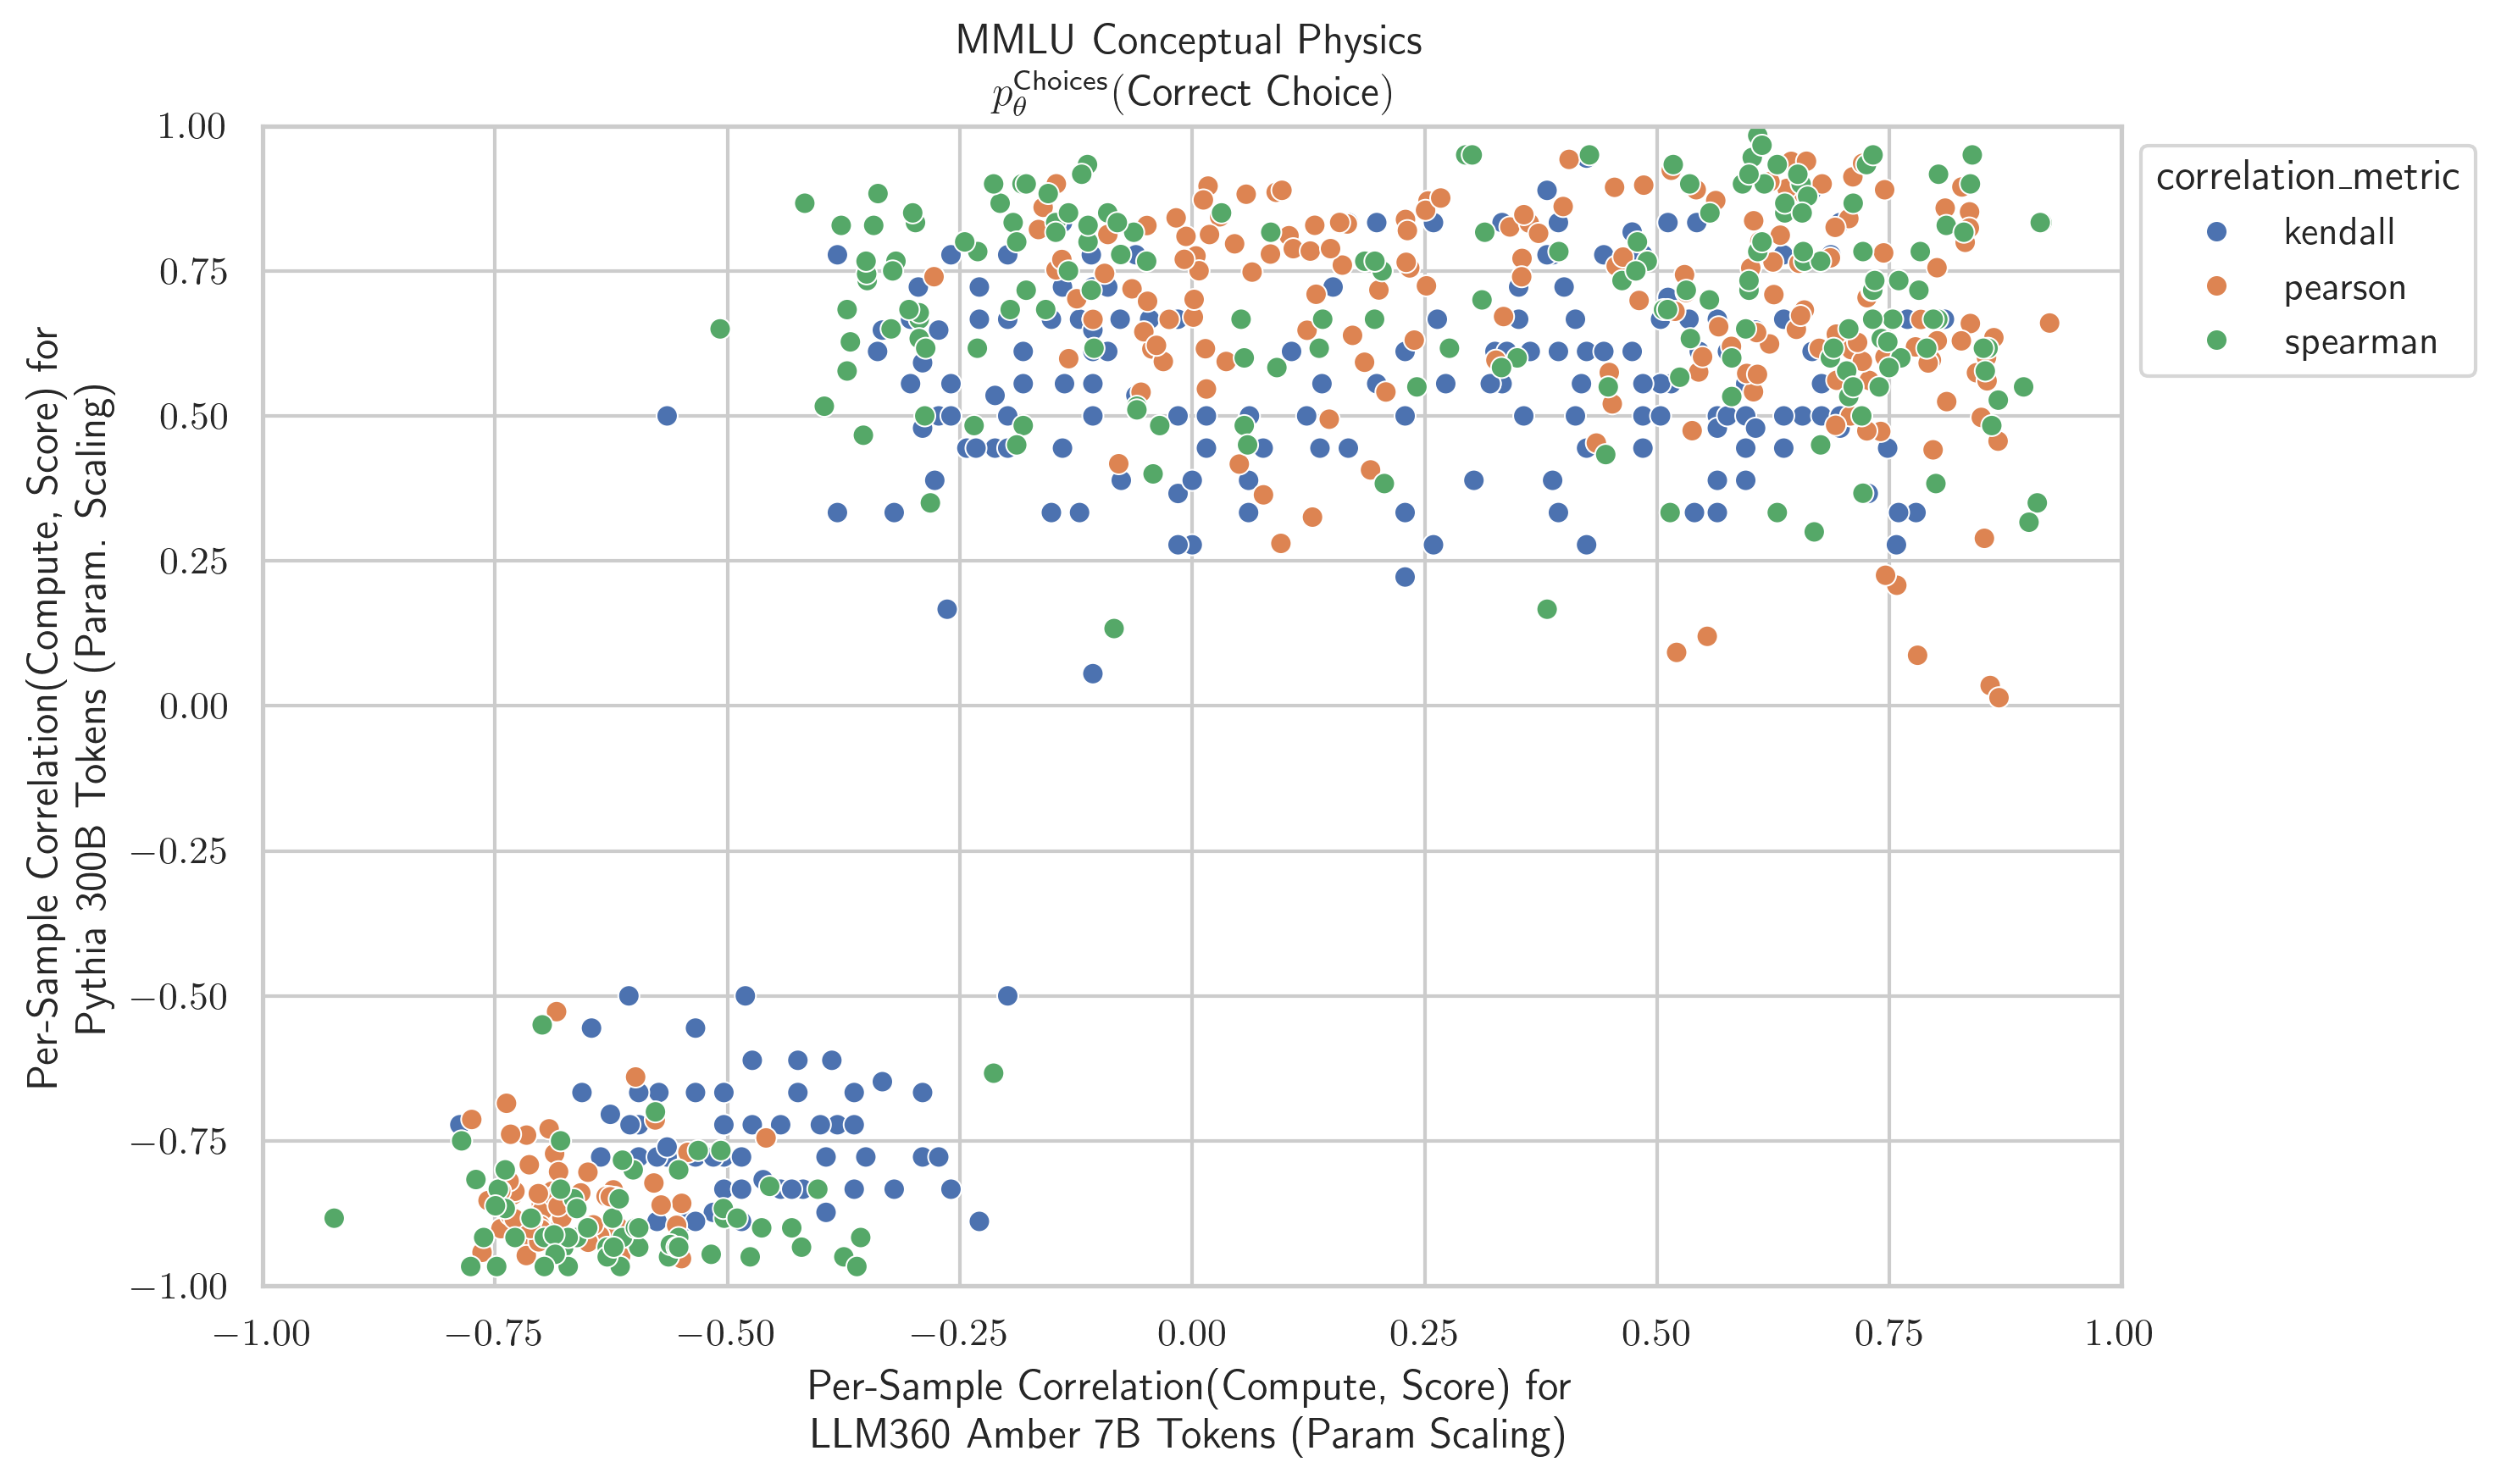 MMLU Conceptual Physics
p_θ^Choices(Correct Choice)
1.00
0.75
0.50
0.25
0.00
−0.25
−0.50
−0.75
−1.00
Per-Sample Correlation(Compute, Score) for
Pythia 300B Tokens (Param. Scaling)
−1.00
−0.75
−0.50
−0.25
0.00
0.25
0.50
0.75
1.00
Per-Sample Correlation(Compute, Score) for
LLM360 Amber 7B Tokens (Param Scaling)
correlation_metric
kendall
pearson
spearman